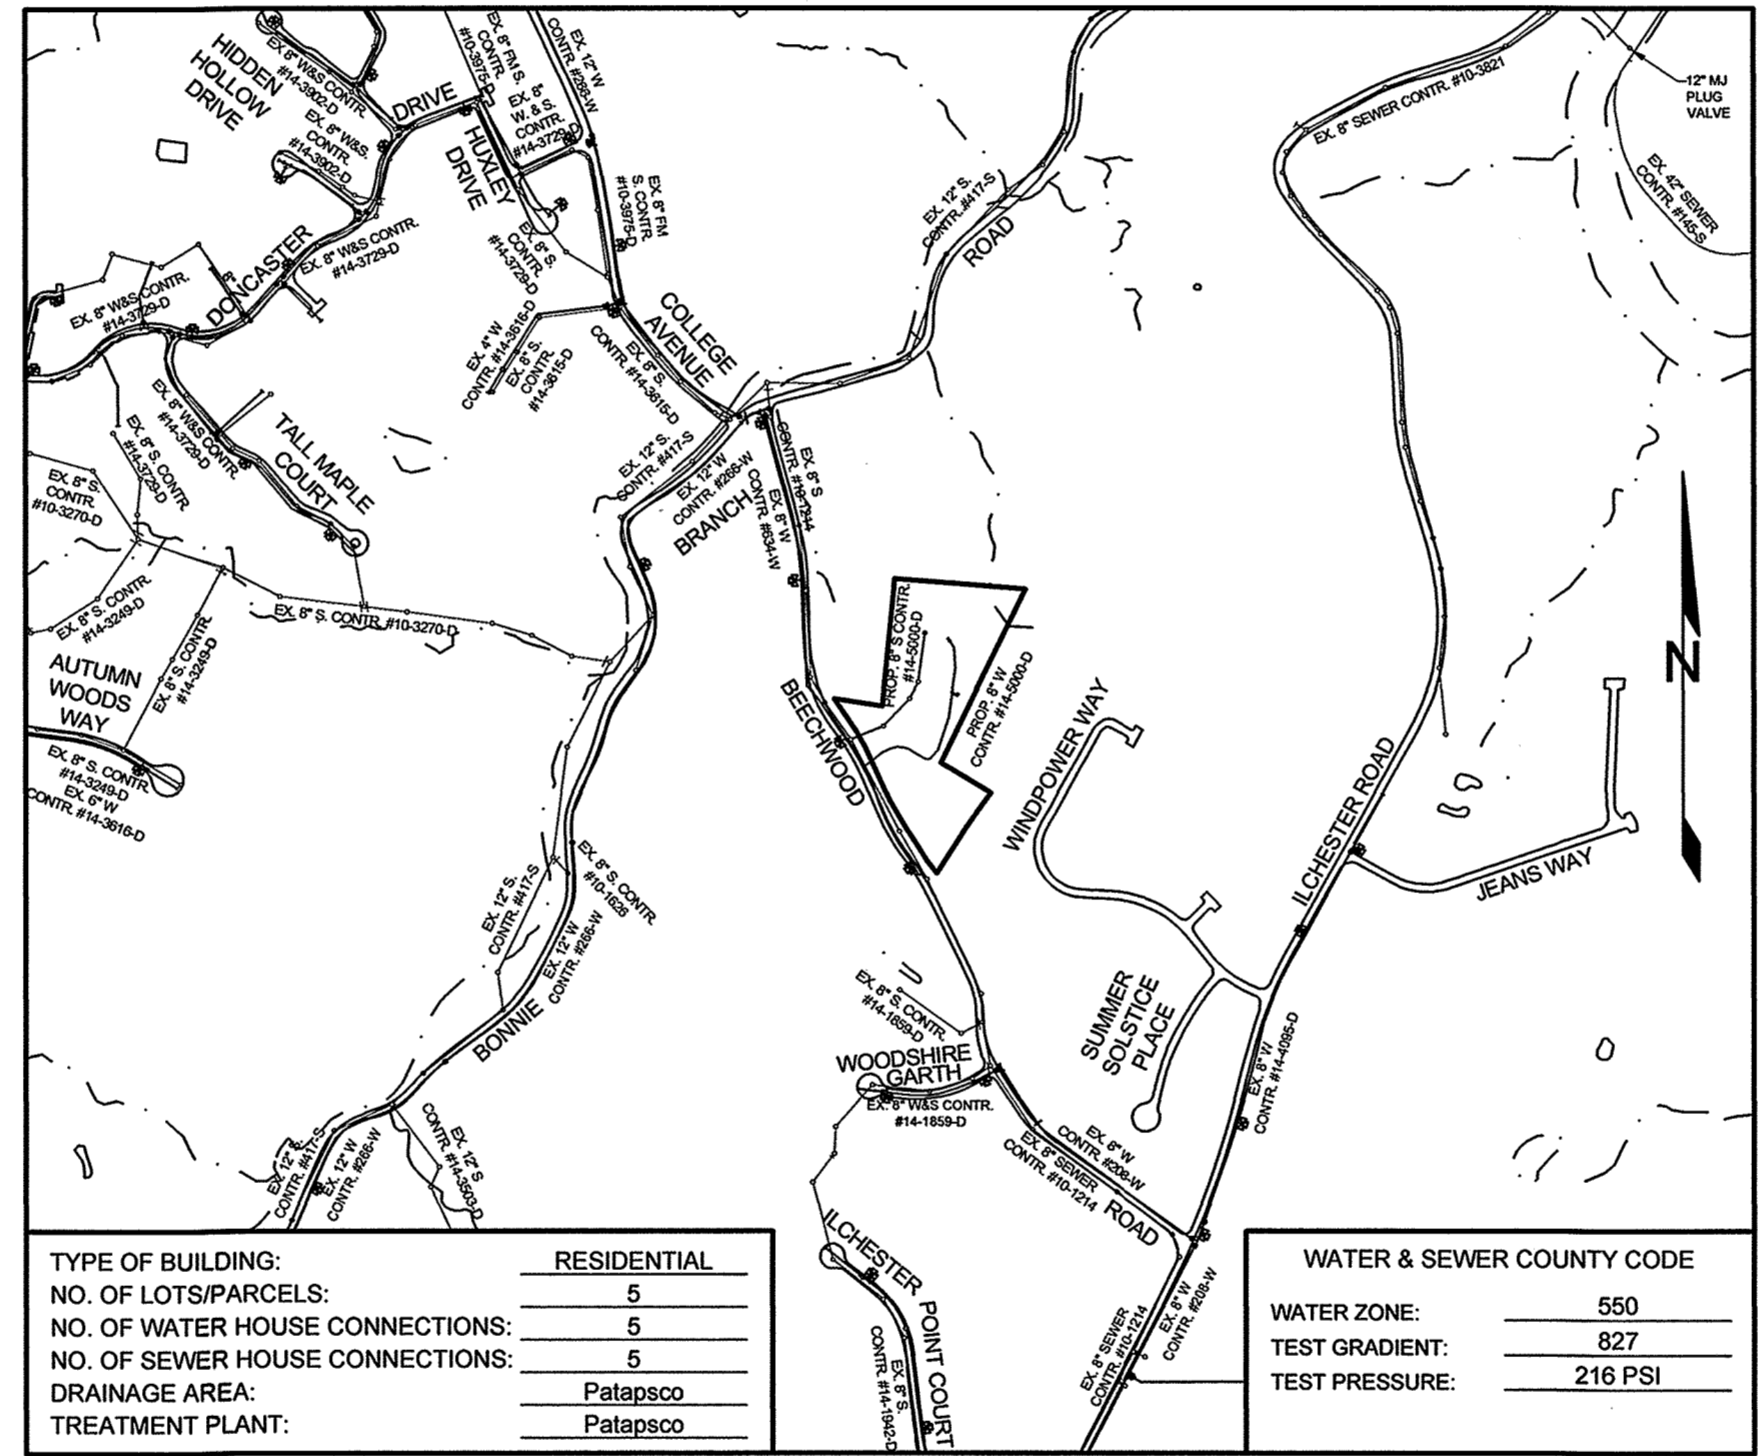 HIDDEN
HOLLOW
DRIVE
EX 8" W&S CONTR.
#14-3902-D
EX. 8" W&S.
CONTR.
#14-3902-D
DRIVE
EX. 8" FM S.
CONTR.
#10-3975-D
EX. 8"
W. & S.
CONTR.
#14-3729-D
EX. 12" W
CONTR. #266-W
HUXLEY
DRIVE
EX. 8" FM
S. CONTR.
#10-3975-D
EX. 8" S.
CONTR.
#14-3729-D
EX. 8" W&S CONTR.
#14-3729-D
DONCASTER
8"
EX. 8" W&S CONTR.
#14-3729-D
EX. 4" W
CONTR. #14-3616-D
EX. 8" S.
CONTR.
#14-3615-D
COLLEGE
AVENUE
EX. 8" S.
CONTR. #14-3615-D
EX. 12" S.
CONTR. #417-S
ROAD
EX. 8" SEWER CONTR. #10-3821
12" MJ
PLUG
VALVE
EX. 42" SEWER
CONTR. #145-S
EX. 8" W&S CONTR.
#14-3729-D
TALL MAPLE
COURT
EX. 8" S. CONTR
#14-3729-D
EX. 8" S.
CONTR.
#10-3270-D
EX. 12" S.
CONTR. #417-S
EX. 12" W
CONTR. #266-W
BRANCH
EX. 8" S
CONTR. #10-1214
EX. 8" W
CONTR. #634-W
EX. 8" S. CONTR.
#14-3249-D
EX. 8" S. CONTR.
#14-3249-D
EX. 8" S. CONTR. #10-3270-D
AUTUMN
WOODS
WAY
EX. 8" S. CONTR.
#14-3249-D
EX. 6" W
CONTR. #14-3616-D
PROP. 8" S CONTR.
#14-5000-D
PROP. 8" W
CONTR. #14-5000-D
BEECHWOOD
WINDPOWER WAY
ILCHESTER ROAD
JEANS WAY
N
EX. 12" S.
CONTR. #417-S
EX. 8" S. CONTR.
#10-1626
EX. 12" W
CONTR. #266-W
BONNIE
EX. 8" S. CONTR.
#14-1859-D
WOODSHIRE
GARTH
EX. 8" W&S CONTR.
#14-1859-D
SUMMER
SOLSTICE
PLACE
EX. 8" W
CONTR. #14-4095-D
EX. 12" S.
CONTR. #417-S
EX. 12" W
CONTR. #266-W
EX. 12" S
CONTR. #14-3503-D
EX. 8" W
CONTR. #208-W
EX. 8" SEWER
CONTR. #10-1214
ROAD
ILCHESTER POINT COURT
EX. 8" S.
CONTR. #14-1942-D
EX. 8" SEWER
CONTR. #10-1214
EX. 8" W
CONTR. #208-W
TYPE OF BUILDING: RESIDENTIAL
NO. OF LOTS/PARCELS: 5
NO. OF WATER HOUSE CONNECTIONS: 5
NO. OF SEWER HOUSE CONNECTIONS: 5
DRAINAGE AREA: Patapsco
TREATMENT PLANT: Patapsco
WATER & SEWER COUNTY CODE
WATER ZONE: 550
TEST GRADIENT: 827
TEST PRESSURE: 216 PSI